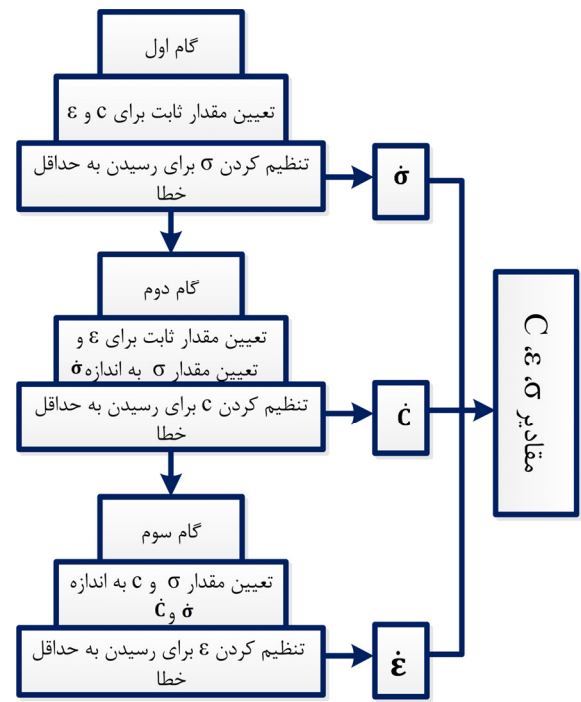 گام اول
تعیین مقدار ثابت برای c و ε
تنظیم کردن σ برای رسیدن به حداقل
خطا
σ̇
گام دوم
تعیین مقدار ثابت برای ε و
تعیین مقدار σ به اندازه σ̇
تنظیم کردن c برای رسیدن به حداقل
خطا
Ċ
گام سوم
تعیین مقدار σ و c به اندازه
σ̇ و Ċ
تنظیم کردن ε برای رسیدن به حداقل
خطا
ε̇
مقادیر σ، ε، C